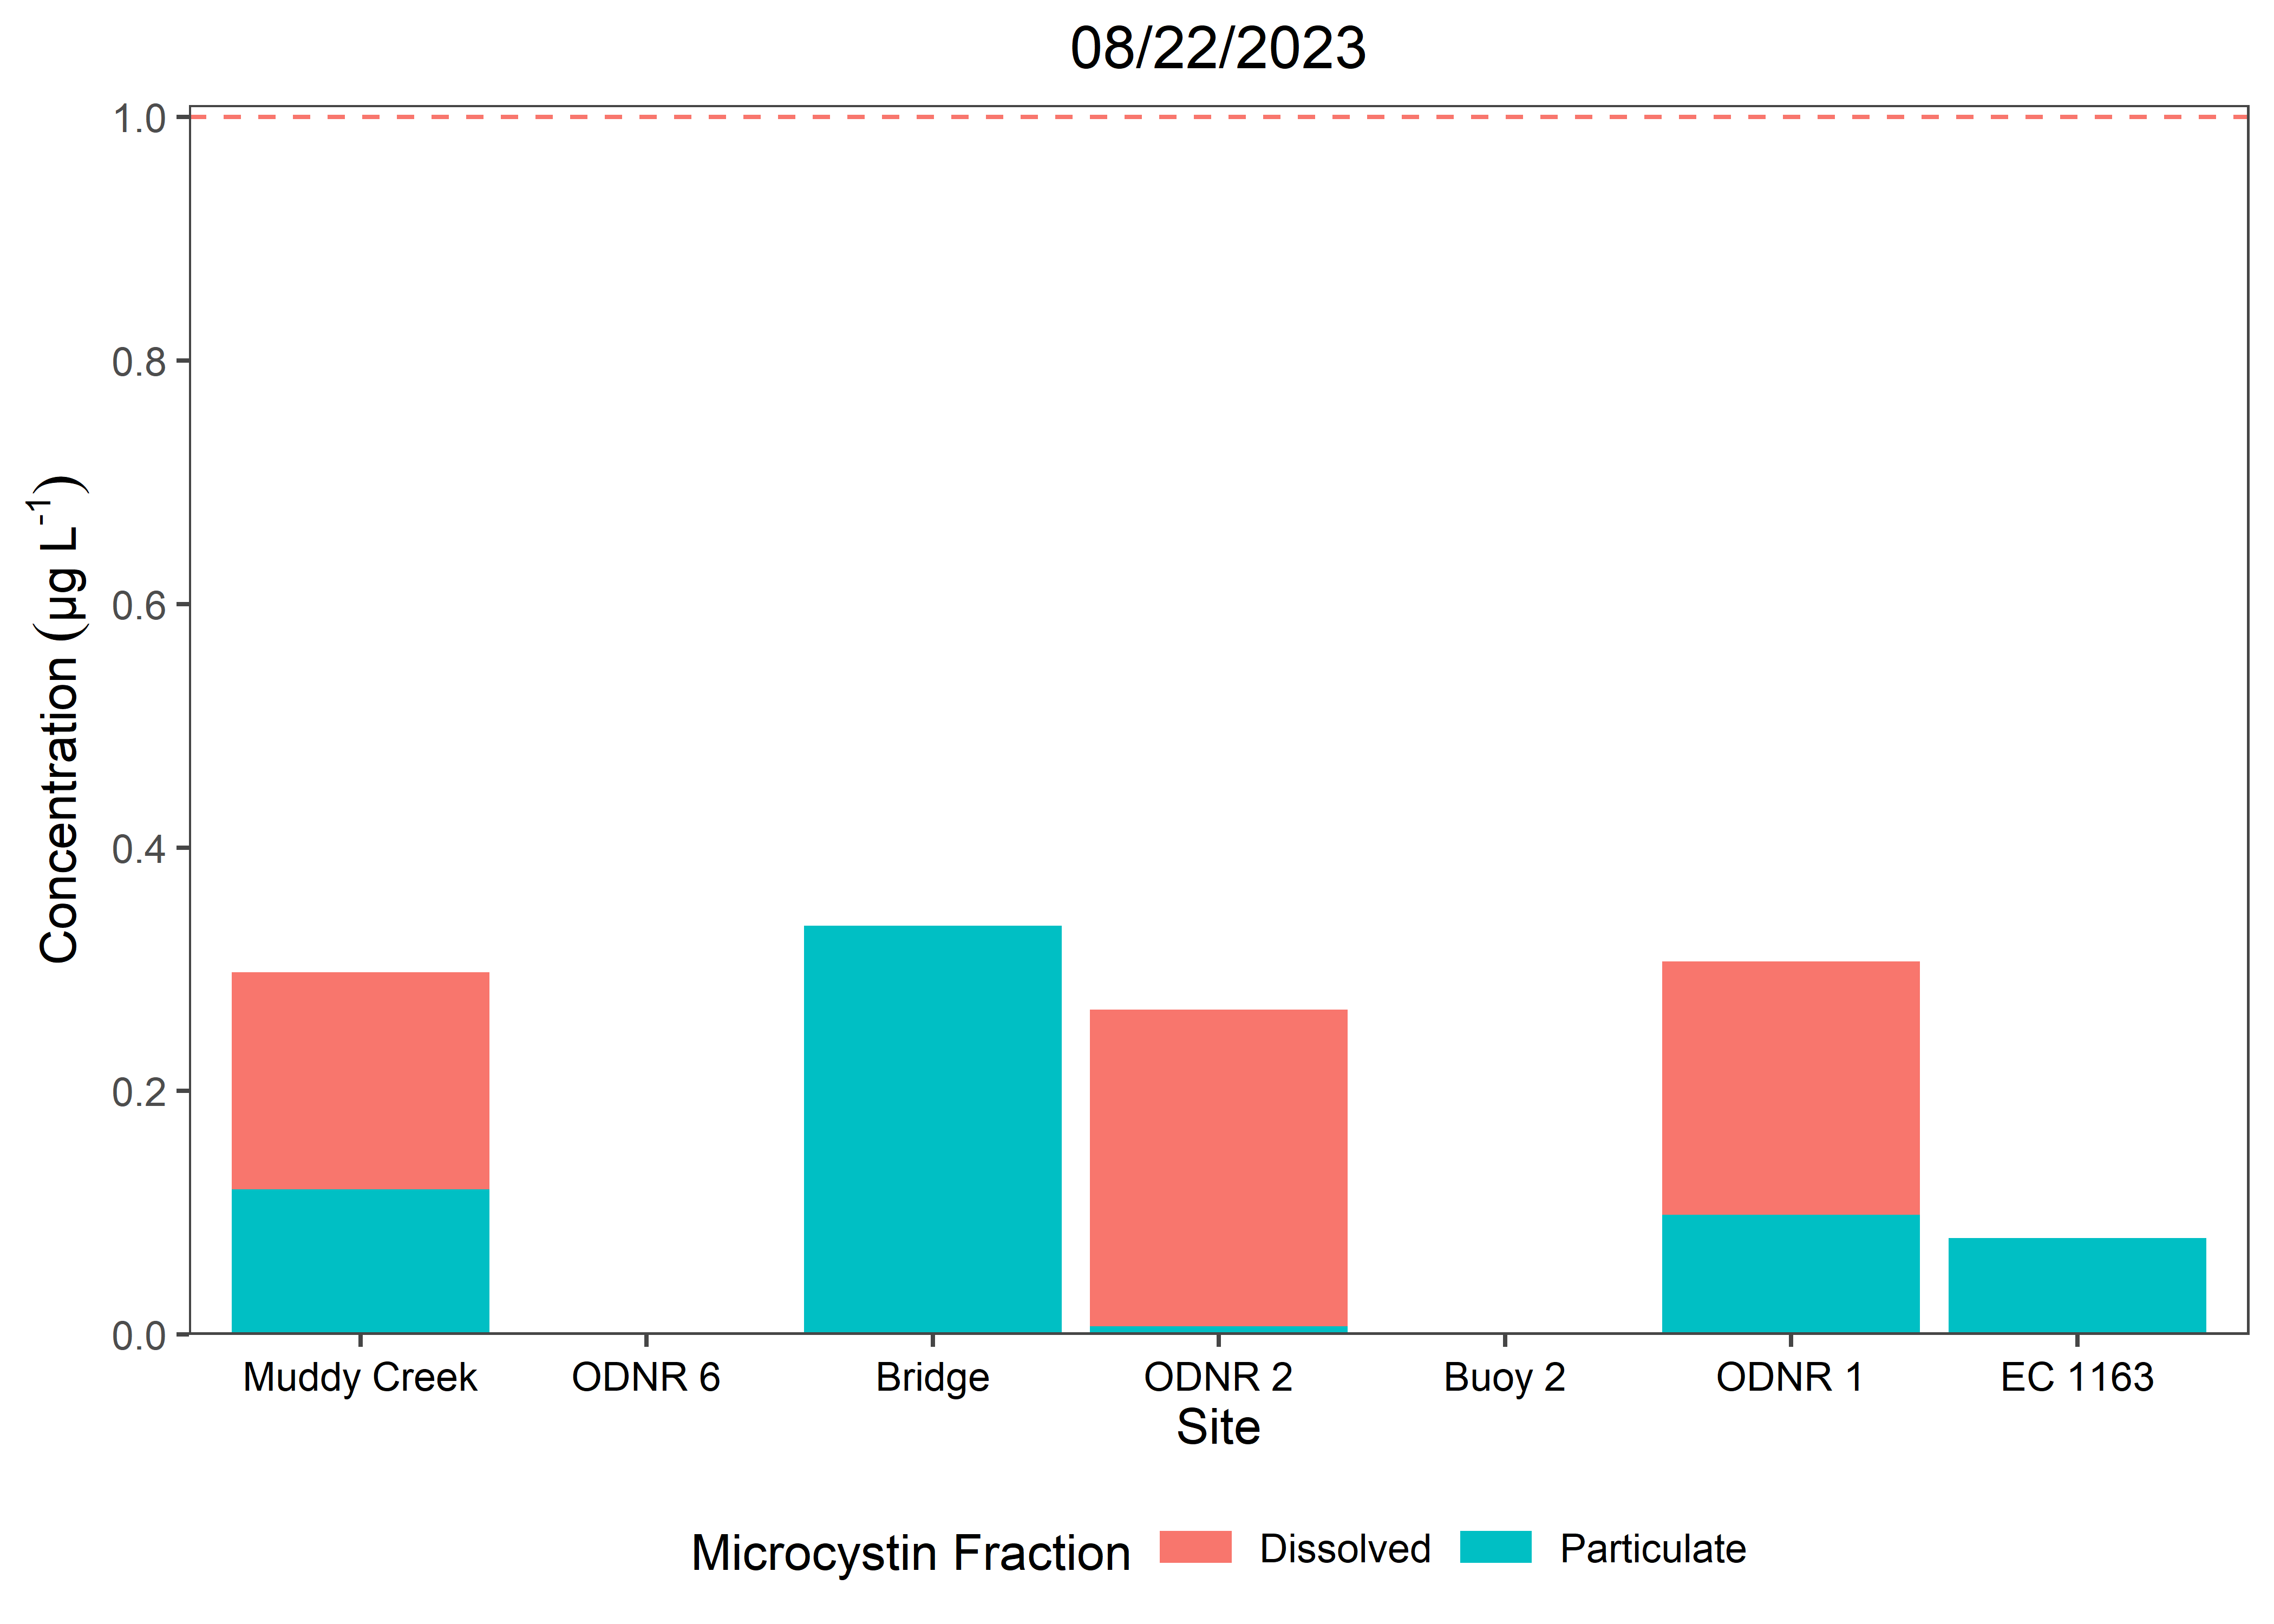 08/22/2023
1.0
0.8
0.6
0.4
0.2
0.0
Concentration (µg L⁻¹)
Muddy Creek ODNR 6 Bridge ODNR 2 Buoy 2 ODNR 1 EC 1163
Site
Microcystin Fraction Dissolved Particulate